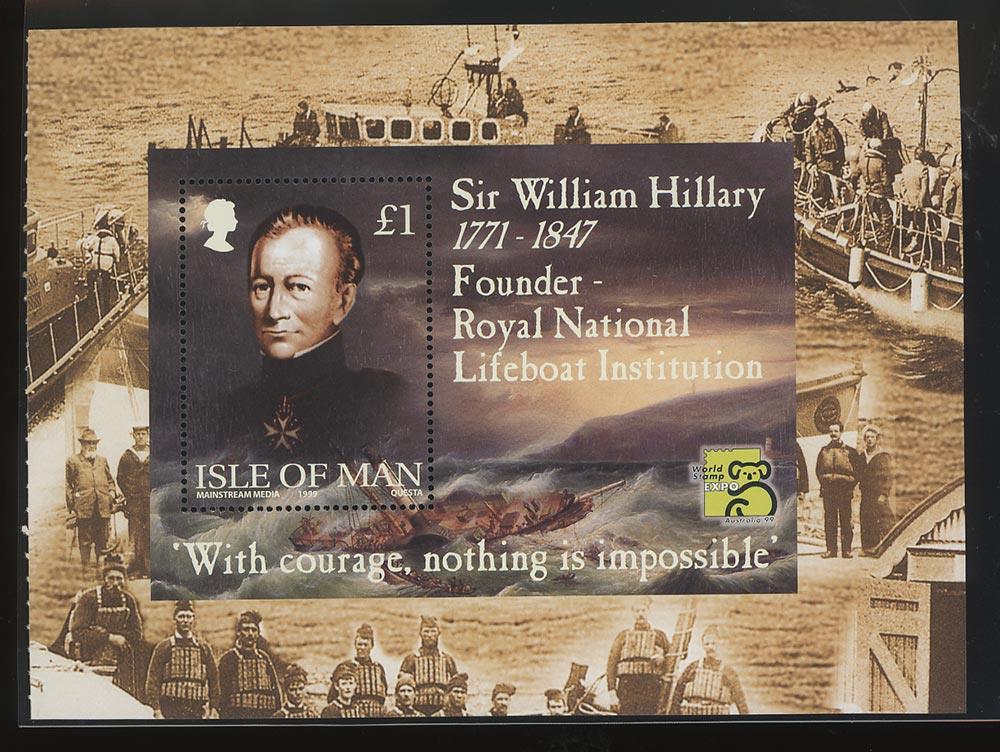 £1
ISLE OF MAN
MAINSTREAM MEDIA 1999 QUESTA
Sir William Hillary
1771 - 1847
Founder -
Royal National
Lifeboat Institution
World
Stamp
EXPO
Australia 99
'With courage, nothing is impossible'